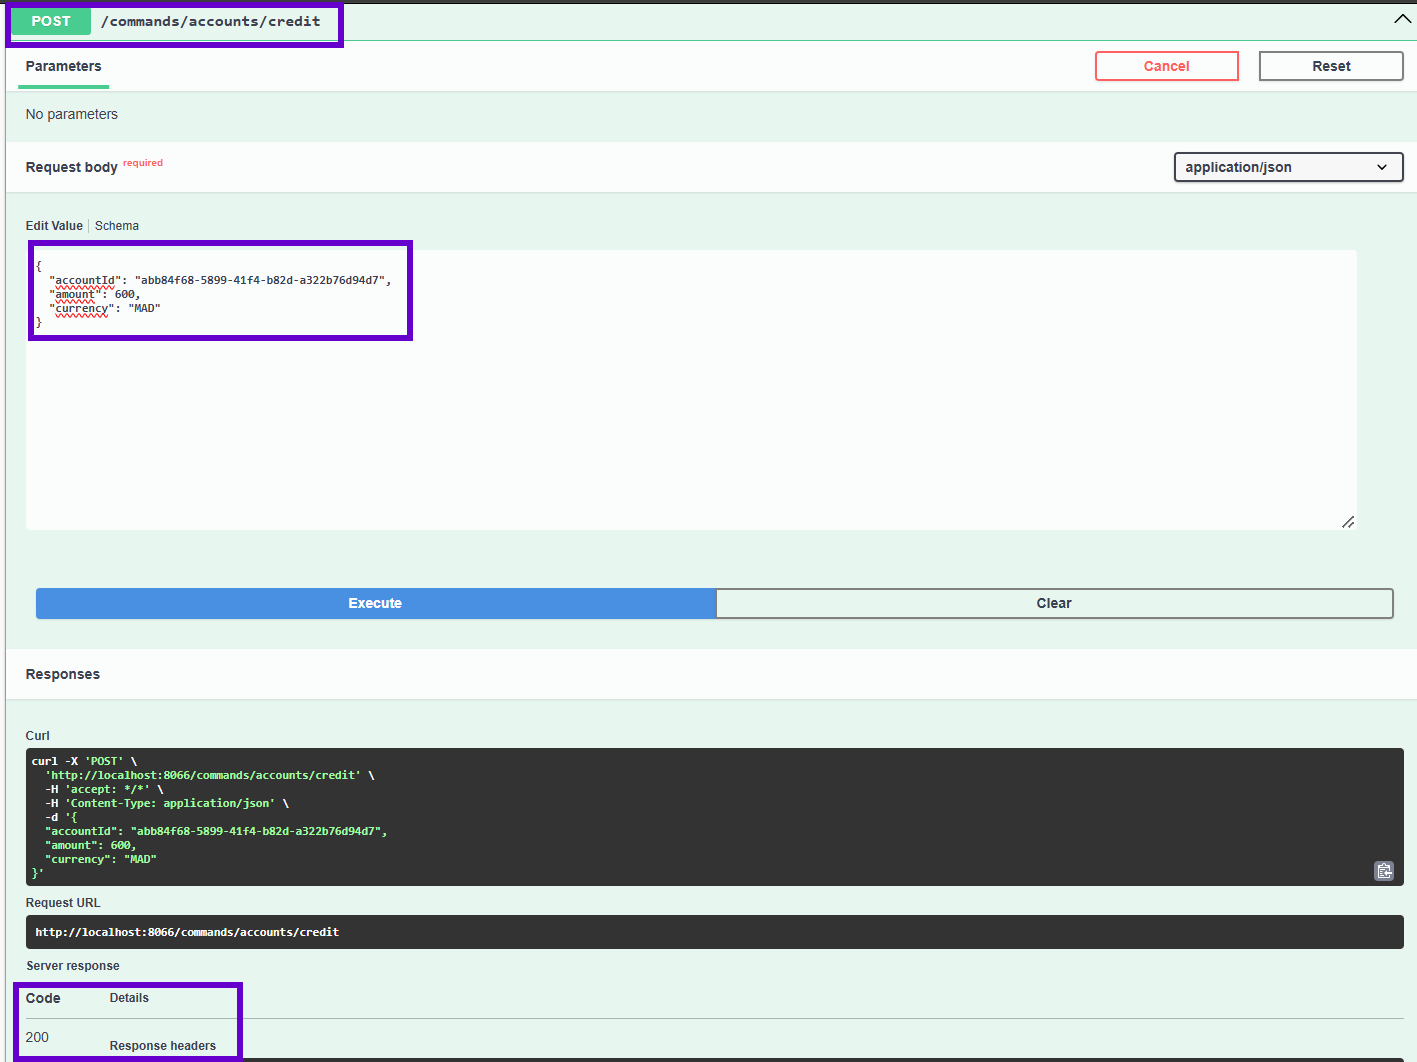 POST /commands/accounts/credit
Parameters
Cancel
Reset
No parameters
Request body required
application/json
Edit Value | Schema
{
  "accountId": "abb84f68-5899-41f4-b82d-a322b76d94d7",
  "amount": 600,
  "currency": "MAD"
}
Execute
Clear
Responses
Curl
curl -X 'POST' \
  'http://localhost:8066/commands/accounts/credit' \
  -H 'accept: */*' \
  -H 'Content-Type: application/json' \
  -d '{
  "accountId": "abb84f68-5899-41f4-b82d-a322b76d94d7",
  "amount": 600,
  "currency": "MAD"
}'
Request URL
http://localhost:8066/commands/accounts/credit
Server response
Code Details
200
Response headers